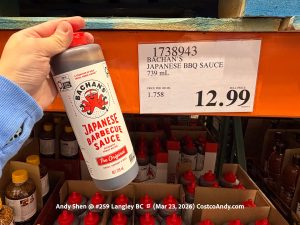 1738943
BACHAN'S
JAPANESE BBQ SAUCE
739 mL
1.758
12.99
BACHAN'S
JAPANESE
BARBECUE
SAUCE
The Original
Andy Shen @ #259 Langley BC (Mar 23, 2026) CostcoAndy.com